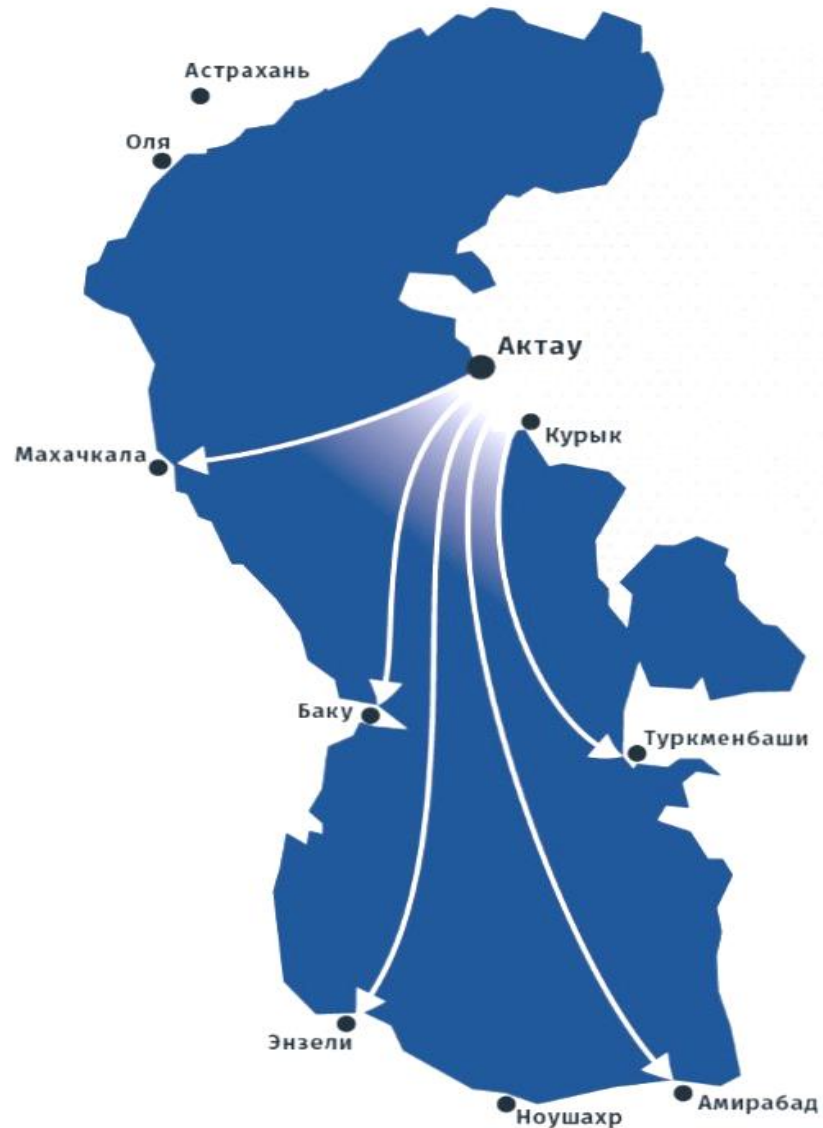 Астрахань
Оля
Актау
Курык
Махачкала
Баку
Туркменбаши
Энзели
Амирабад
Ноушахр